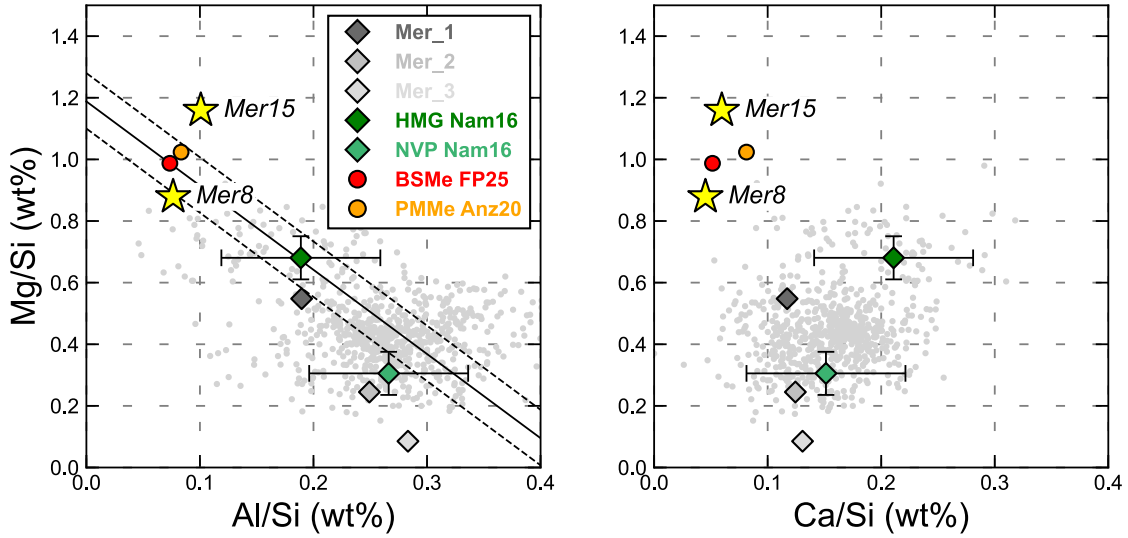 Mg/Si (wt%)
1.4
1.2
1.0
0.8
0.6
0.4
0.2
0.0
0.0
0.1
0.2
0.3
0.4
Al/Si (wt%)
Mer15
Mer8
Mer_1
Mer_2
Mer_3
HMG Nam16
NVP Nam16
BSMe FP25
PMMe Anz20
1.4
1.2
1.0
0.8
0.6
0.4
0.2
0.0
0.0
0.1
0.2
0.3
0.4
Ca/Si (wt%)
Mer15
Mer8